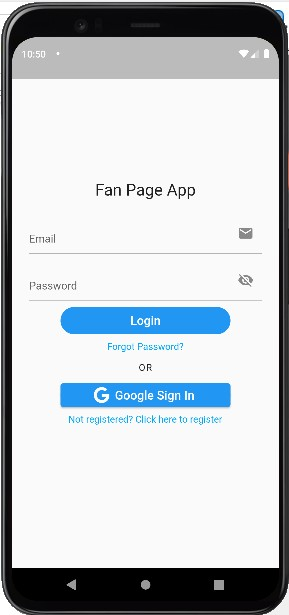 10:50
Fan Page App
Email
Password
Login
Forgot Password?
OR
G Google Sign In
Not registered? Click here to register